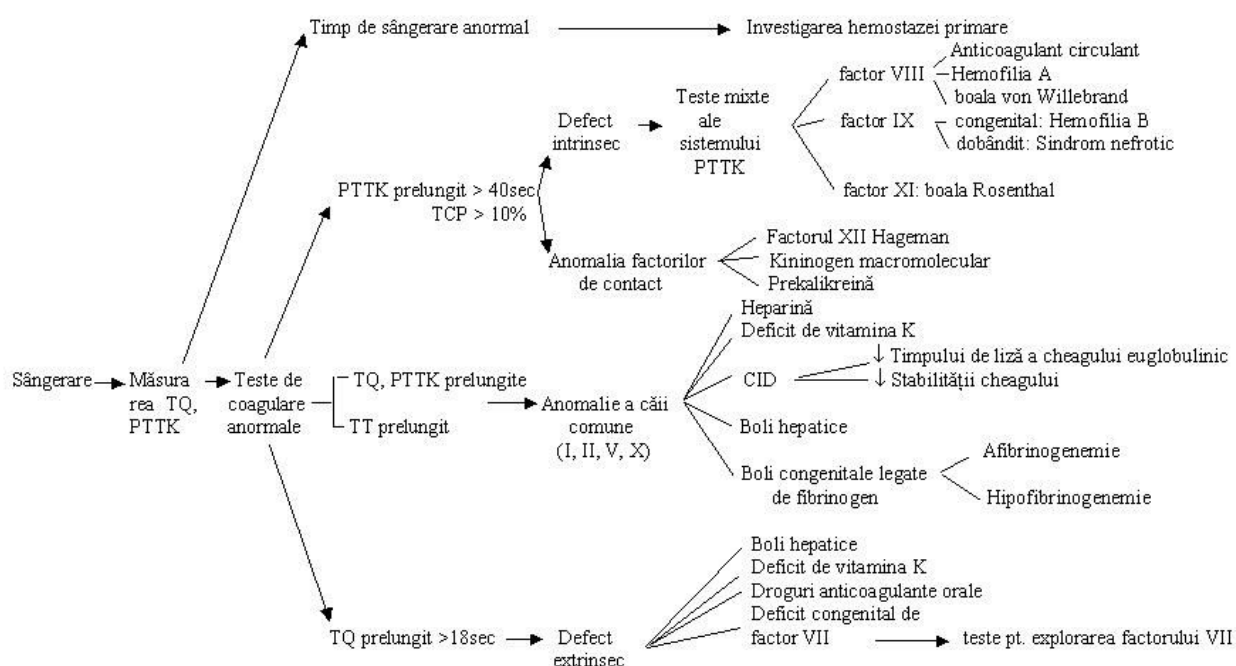 Timp de sângerare anormal
Investigarea hemostazei primare
Anticoagulant circulant
factor VIII
Hemofilia A
boala von Willebrand
Teste mixte
ale
sistemului
PTTK
Defect
intrinsec
factor IX
congenital: Hemofilia B
dobândit: Sindrom nefrotic
factor XI: boala Rosenthal
PTTK prelungit > 40sec
TCP > 10%
Anomalia factorilor
de contact
Factorul XII Hageman
Kininogen macromolecular
Prekalikreină
Heparină
Deficit de vitamina K
↓ Timpului de liză a cheagului euglobulinic
CID
↓ Stabilității cheagului
Sângerare
Măsura
rea TQ,
PTTK
Teste de
coagulare
anormale
TQ, PTTK prelungite
TT prelungit
Anomalie a căii
comune
(I, II, V, X)
Boli hepatice
Boli congenitale legate
de fibrinogen
Afibrinogenemie
Hipofibrinogenemie
Boli hepatice
Deficit de vitamina K
Droguri anticoagulante orale
Deficit congenital de
factor VII
teste pt. explorarea factorului VII
TQ prelungit >18sec
Defect
extrinsec